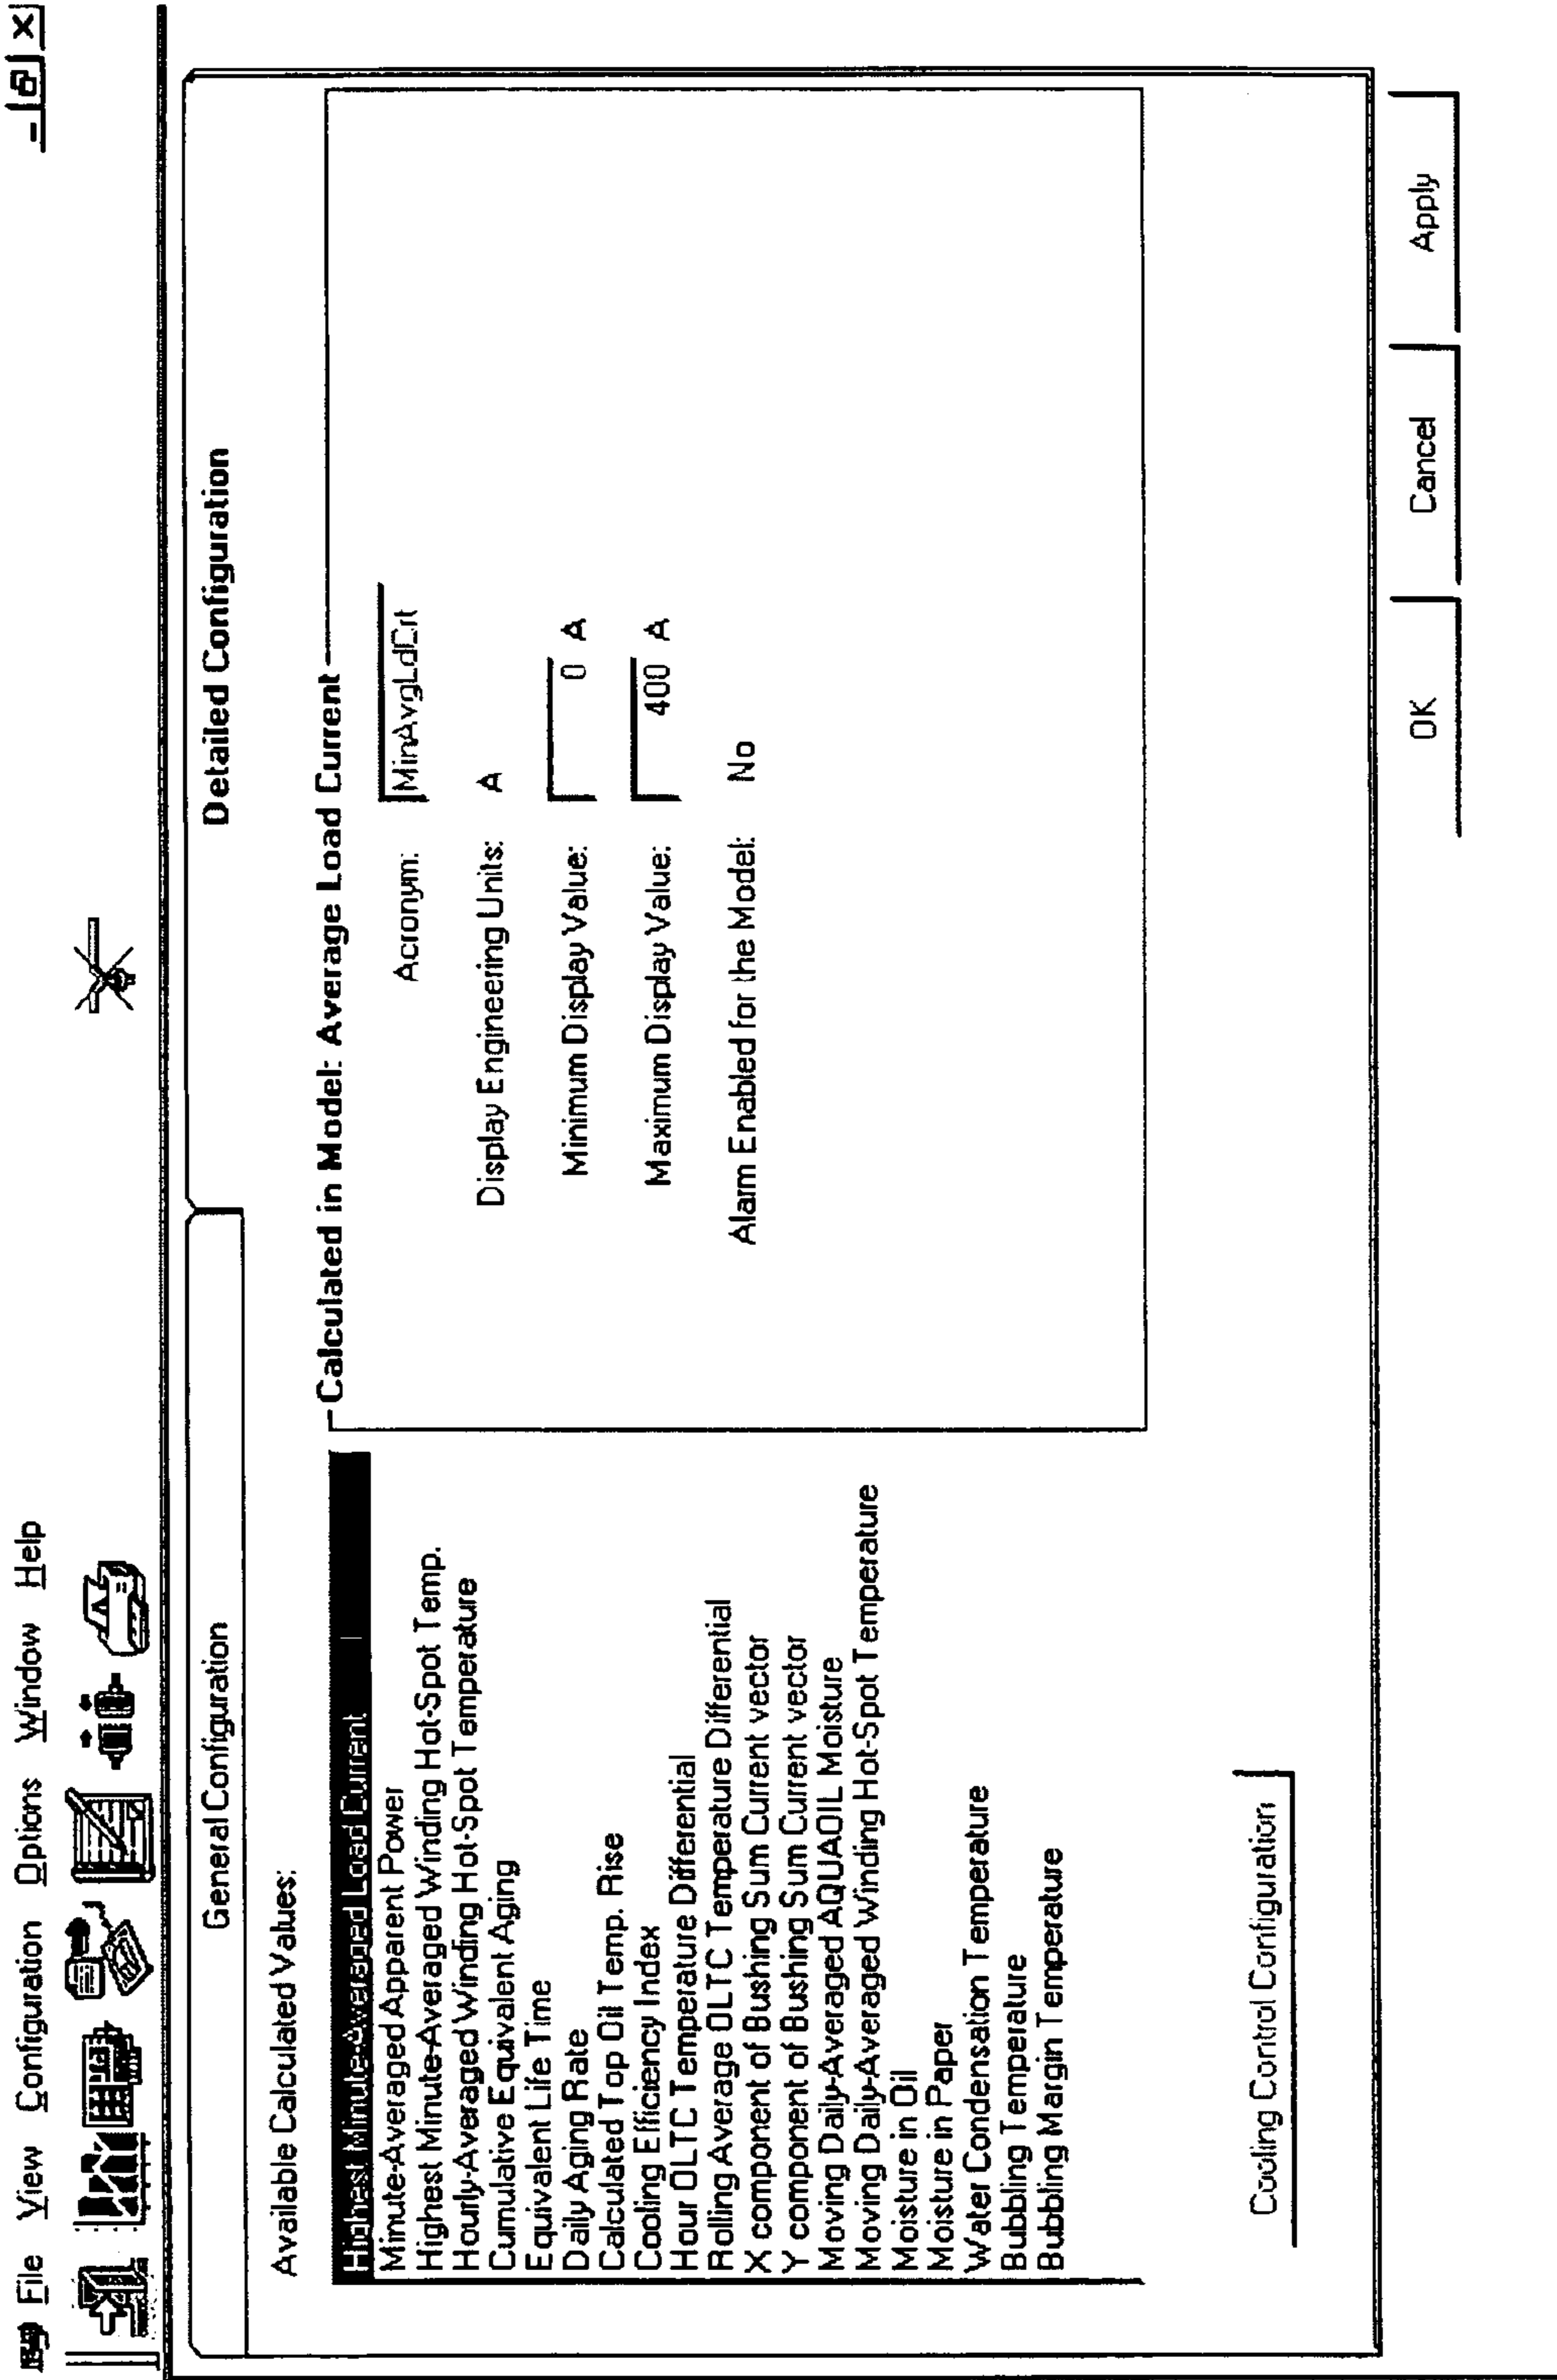 File View Configuration Options Window Help
General Configuration
Detailed Configuration
Available Calculated Values:
Highest Minute-Averaged Load Current
Minute-Averaged Apparent Power
Highest Minute-Averaged Winding Hot-Spot Temp.
Hourly-Averaged Winding Hot-Spot Temperature
Cumulative Equivalent Aging
Equivalent Life Time
Daily Aging Rate
Calculated Top Oil Temp. Rise
Cooling Efficiency Index
Hour OLTC Temperature Differential
Rolling Average OLTC Temperature Differential
X component of Bushing Sum Current vector
Y component of Bushing Sum Current vector
Moving Daily-Averaged AQUAOIL Moisture
Moving Daily-Averaged Winding Hot-Spot Temperature
Moisture in Oil
Moisture in Paper
Water Condensation Temperature
Bubbling Temperature
Bubbling Margin Temperature
Cooling Control Configuration
Calculated in Model: Average Load Current
Acronym: MinAvgLdCrt
Display Engineering Units: A
Minimum Display Value: 0 A
Maximum Display Value: 400 A
Alarm Enabled for the Model: No
OK Cancel Apply